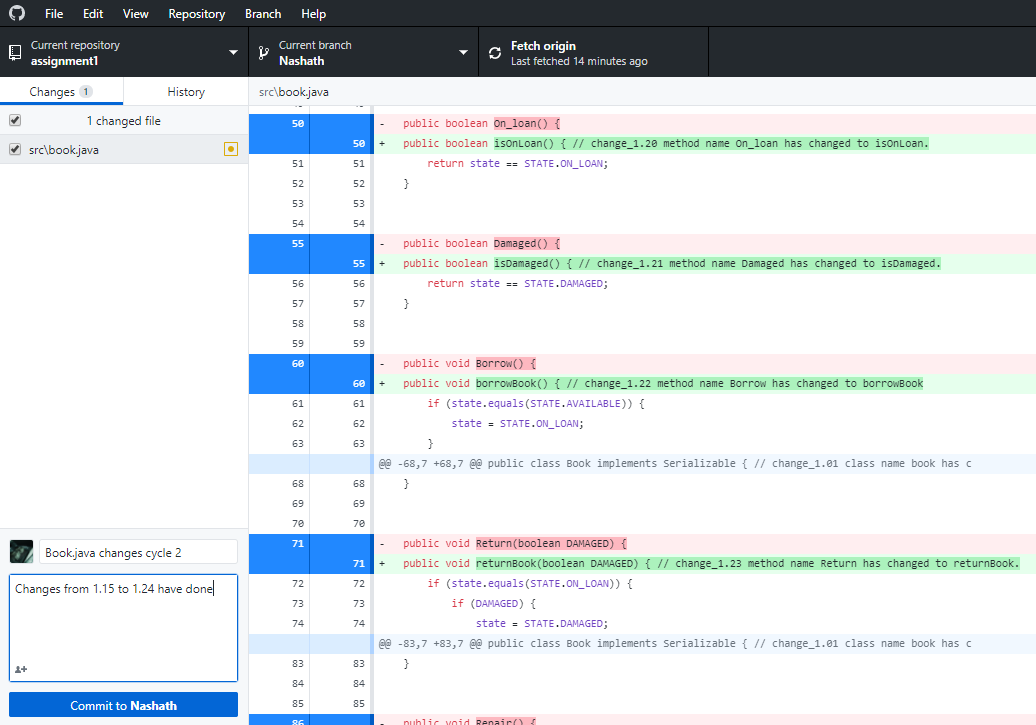 File Edit View Repository Branch Help
Current repository
assignment1
Current branch
Nashath
Fetch origin
Last fetched 14 minutes ago
Changes 1 History
1 changed file
src\book.java
src\book.java
50 - public boolean On_loan() {
50 + public boolean isOnLoan() { // change_1.20 method name On_loan has changed to isOnLoan.
51 51 return state == STATE.ON_LOAN;
52 52 }
53 53
54 54
55 - public boolean Damaged() {
55 + public boolean isDamaged() { // change_1.21 method name Damaged has changed to isDamaged.
56 56 return state == STATE.DAMAGED;
57 57 }
58 58
59 59
60 - public void Borrow() {
60 + public void borrowBook() { // change_1.22 method name Borrow has changed to borrowBook
61 61 if (state.equals(STATE.AVAILABLE)) {
62 62 state = STATE.ON_LOAN;
63 63 }
@@ -68,7 +68,7 @@ public class Book implements Serializable { // change_1.01 class name book has c
68 68 }
69 69
70 70
71 - public void Return(boolean DAMAGED) {
71 + public void returnBook(boolean DAMAGED) { // change_1.23 method name Return has changed to returnBook.
72 72 if (state.equals(STATE.ON_LOAN)) {
73 73 if (DAMAGED) {
74 74 state = STATE.DAMAGED;
@@ -83,7 +83,7 @@ public class Book implements Serializable { // change_1.01 class name book has c
83 83 }
84 84
85 85
86 - public void Repair() {
Book.java changes cycle 2
Changes from 1.15 to 1.24 have done
Commit to Nashath